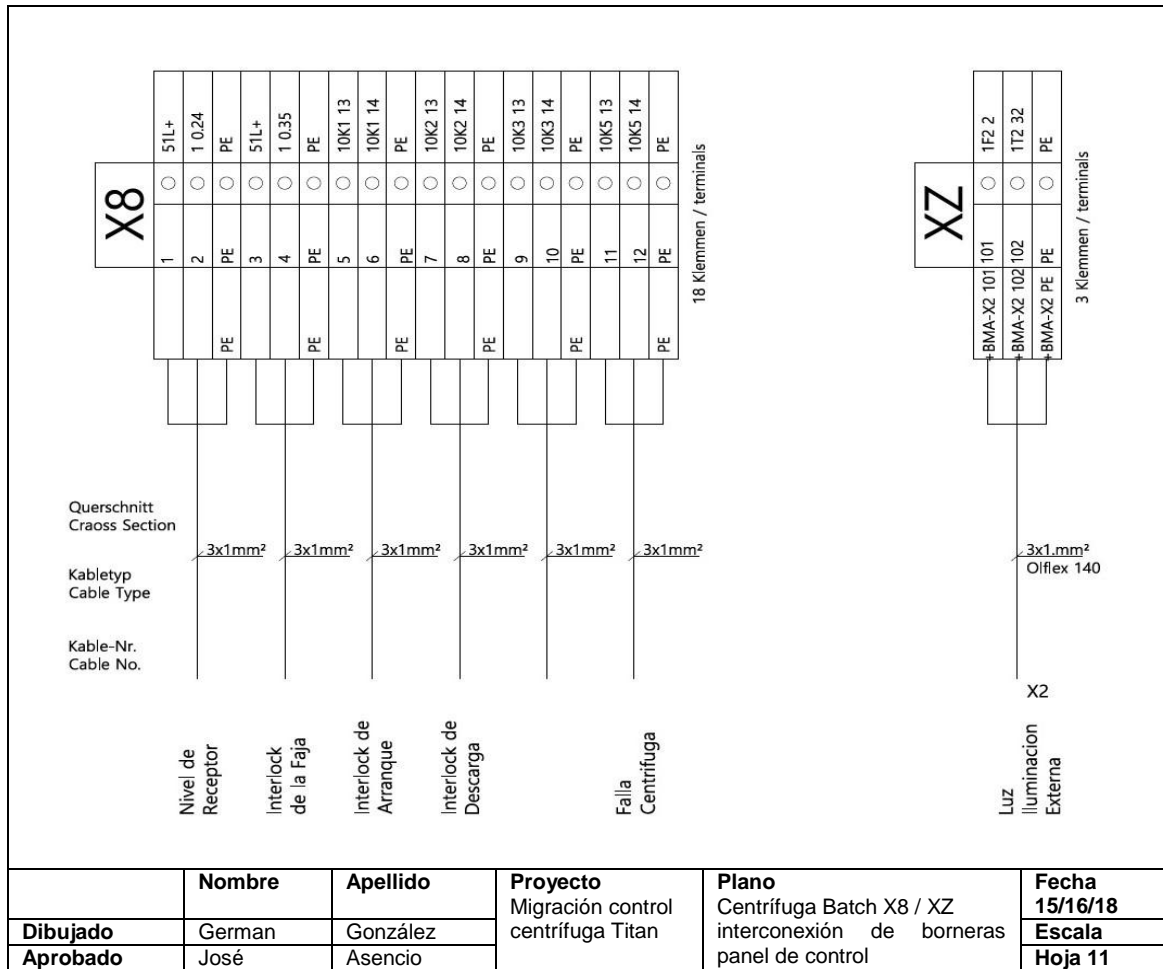 X8
51L+
1 0.24
PE
51L+
1 0.35
PE
10K1 13
10K1 14
PE
10K2 13
10K2 14
PE
10K3 13
10K3 14
PE
10K5 13
10K5 14
PE
1
2
PE
3
4
PE
5
6
PE
7
8
PE
9
10
PE
11
12
PE
PE
PE
PE
PE
PE
PE
18 Klemmen / terminals
XZ
1F2 2
1T2 32
PE
101
102
PE
+BMA-X2 101
+BMA-X2 102
+BMA-X2 PE
3 Klemmen / terminals
Querschnitt
Craoss Section
3x1mm²
3x1mm²
3x1mm²
3x1mm²
3x1mm²
3x1mm²
3x1.mm²
Olflex 140
Kabletyp
Cable Type
Kable-Nr.
Cable No.
X2
Nivel de
Receptor
Interlock
de la Faja
Interlock de
Arranque
Interlock de
Descarga
Falla
Centrifuga
Luz
Iluminacion
Externa
Nombre
Apellido
Proyecto
Migración control
centrífuga Titan
Plano
Centrífuga Batch X8 / XZ
interconexión de borneras
panel de control
Fecha
15/16/18
Dibujado
German
González
Escala
Aprobado
José
Asencio
Hoja 11